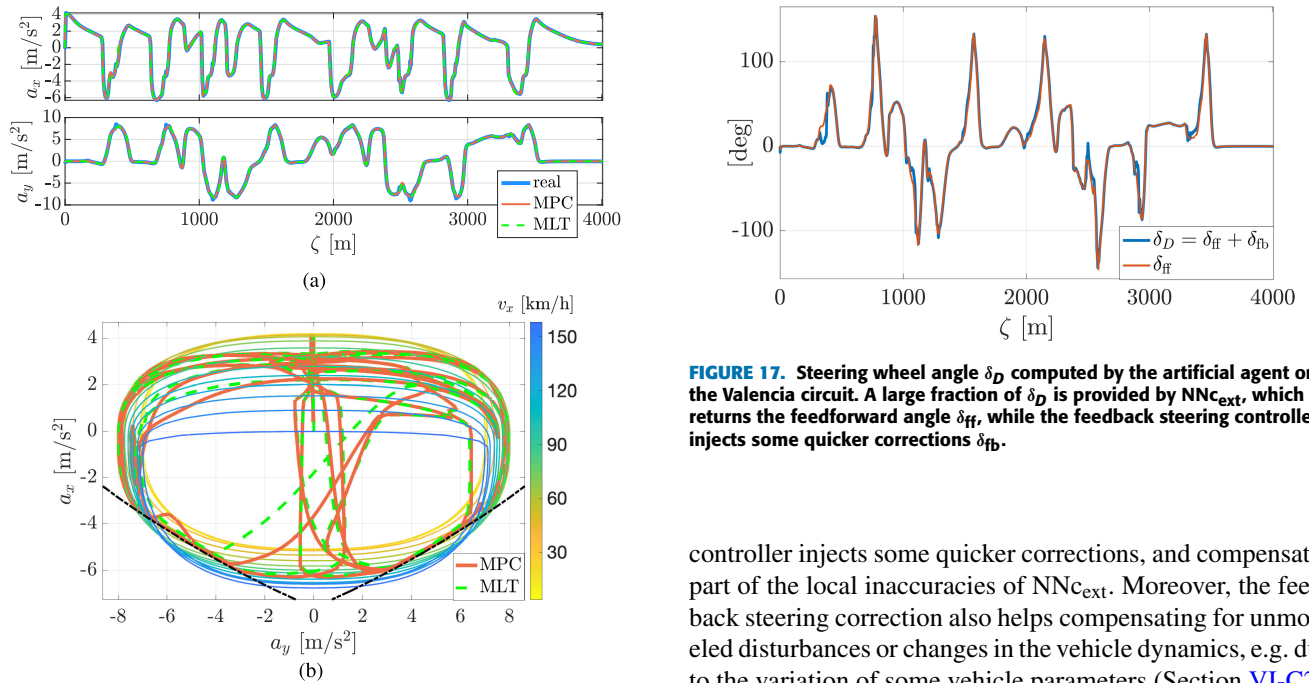 (a)
4
2
0
-2
-4
-6
a_x [m/s²]
10
5
0
-5
-10
a_y [m/s²]
real
MPC
MLT
0 1000 2000 3000 4000
ζ [m]
(a)
v_x [km/h]
150
120
90
60
30
4
2
0
-2
-4
-6
a_x [m/s²]
MPC
MLT
-8 -6 -4 -2 0 2 4 6 8
a_y [m/s²]
(b)
100
0
-100
[deg]
δ_D = δ_ff + δ_fb
δ_ff
0 1000 2000 3000 4000
ζ [m]
FIGURE 17. Steering wheel angle δ_D computed by the artificial agent on
the Valencia circuit. A large fraction of δ_D is provided by NNc_ext, which
returns the feedforward angle δ_ff, while the feedback steering controller
injects some quicker corrections δ_fb.
controller injects some quicker corrections, and compensat
part of the local inaccuracies of NNc_ext. Moreover, the feed
back steering correction also helps compensating for unmo
eled disturbances or changes in the vehicle dynamics, e.g. du
to the variation of some vehicle parameters (Section VI-C2